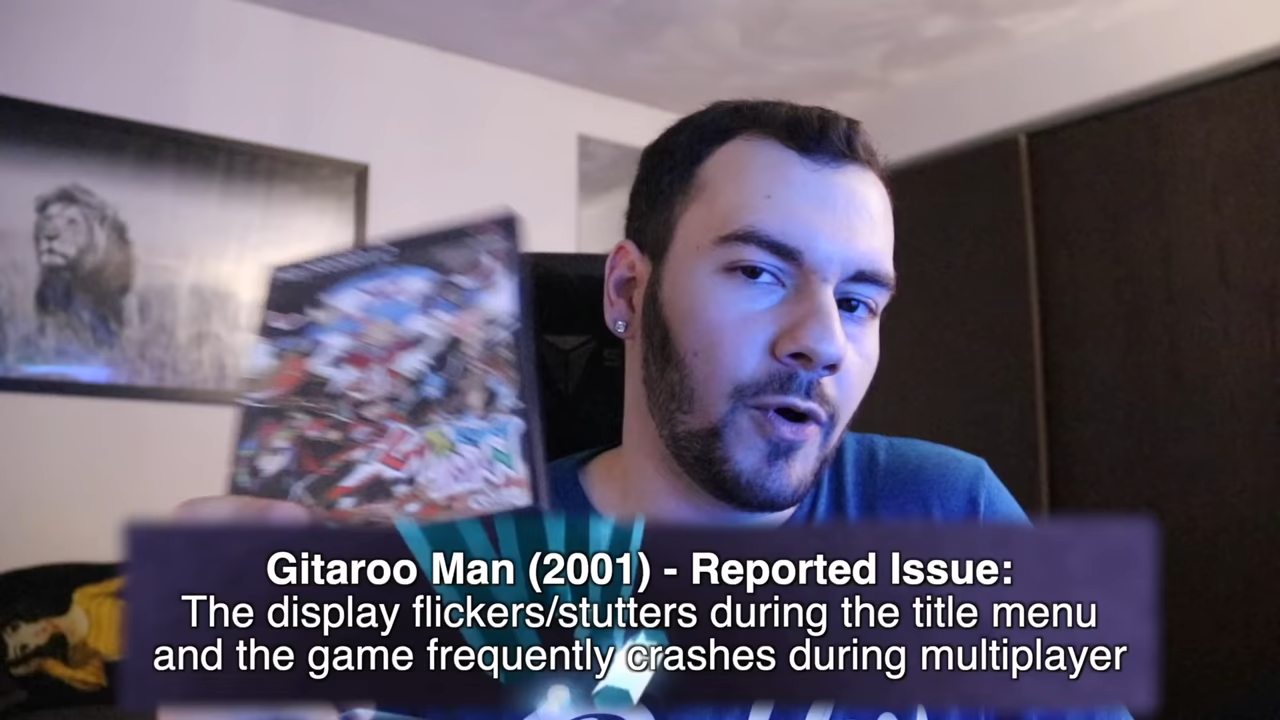 Gitaroo Man (2001) - Reported Issue:
The display flickers/stutters during the title menu
and the game frequently crashes during multiplayer